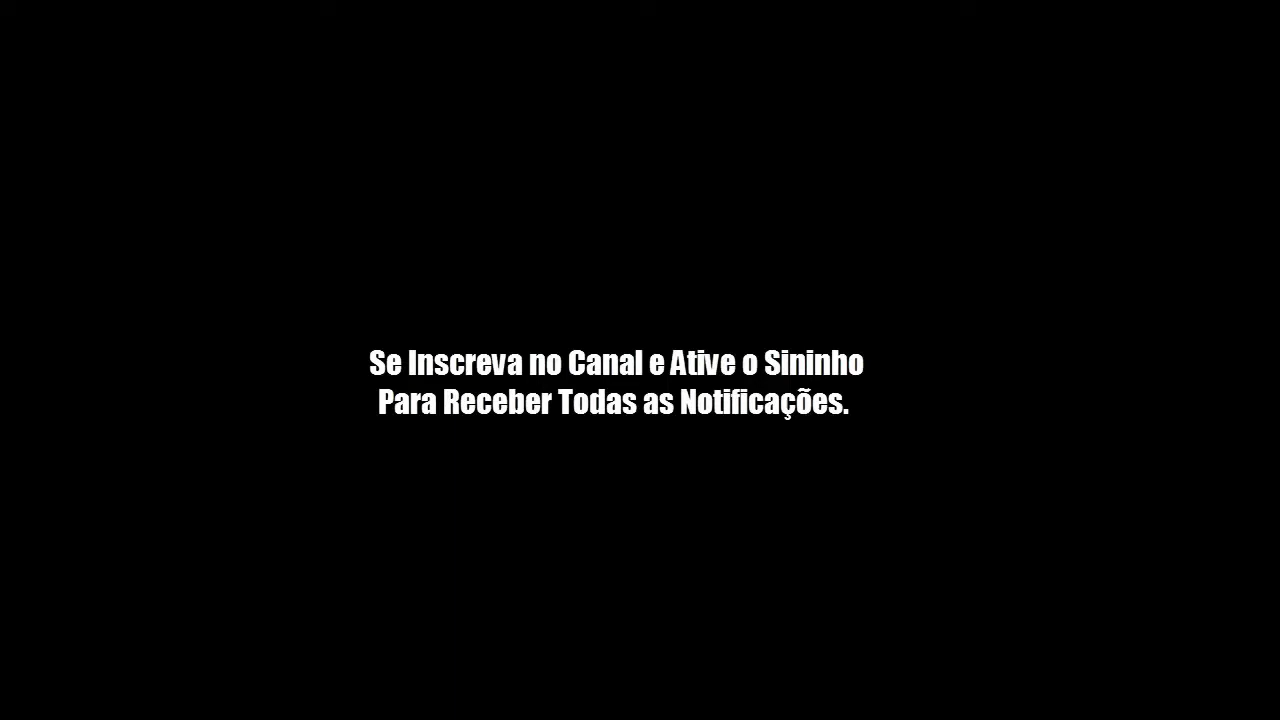 Se Inscreva no Canal e Ative o Sininho
Para Receber Todas as Notificações.